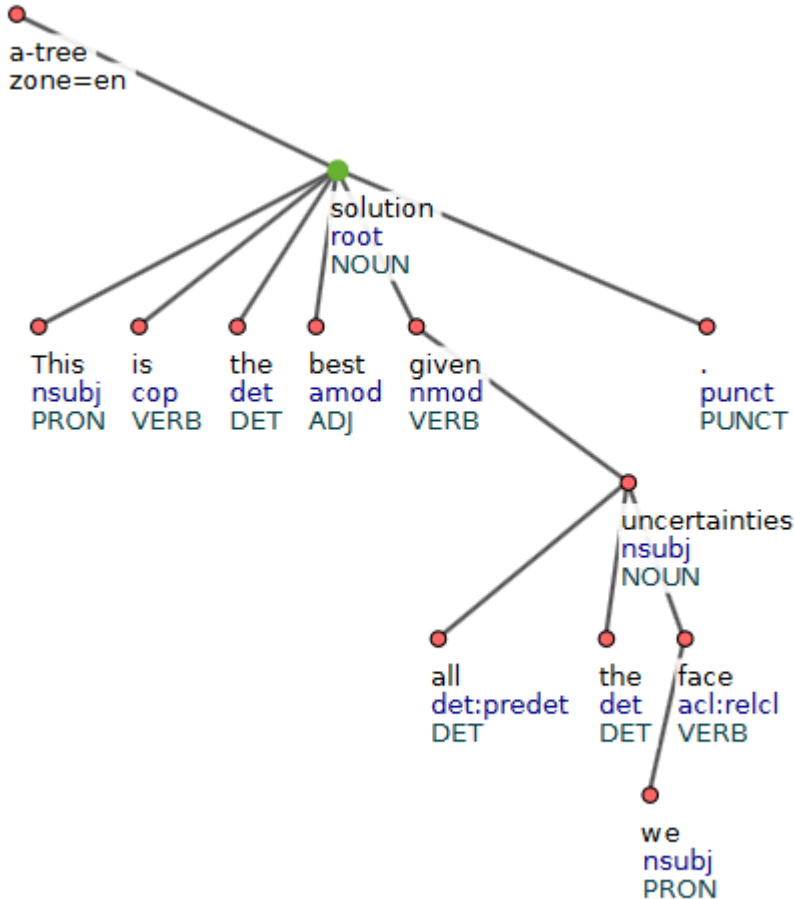 a-tree
zone=en
solution
root
NOUN
This
nsubj
PRON
is
cop
VERB
the
det
DET
best
amod
ADJ
given
nmod
VERB
.
punct
PUNCT
uncertainties
nsubj
NOUN
all
det:predet
DET
the
det
DET
face
acl:relcl
VERB
we
nsubj
PRON